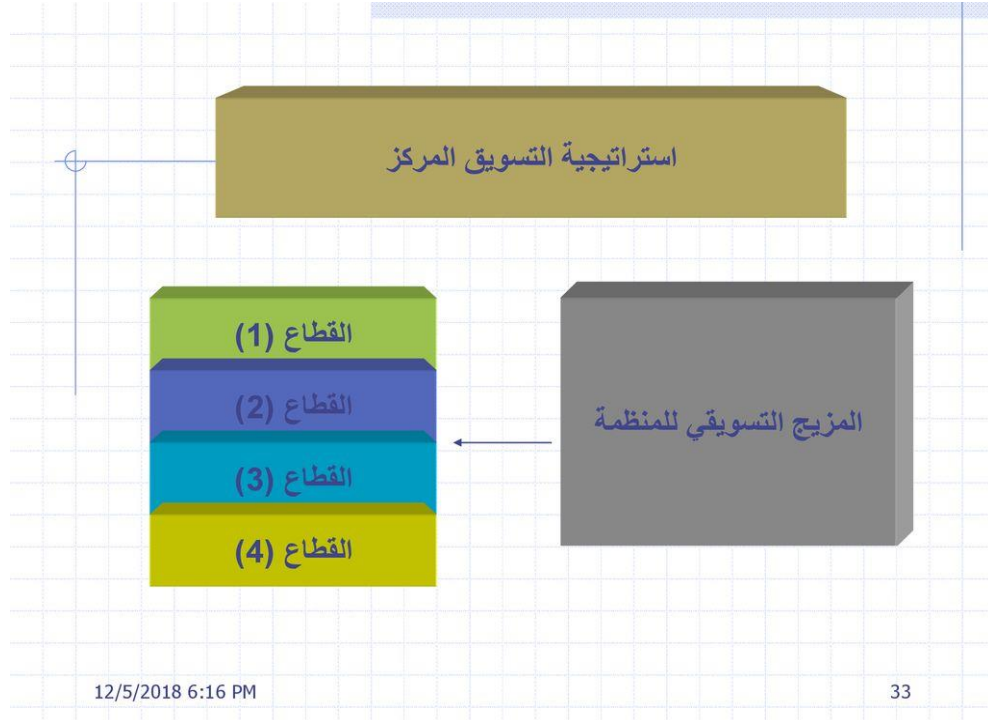 استراتيجية التسويق المركز
القطاع (1)
القطاع (2)
القطاع (3)
القطاع (4)
المزيج التسويقي للمنظمة
12/5/2018 6:16 PM
33